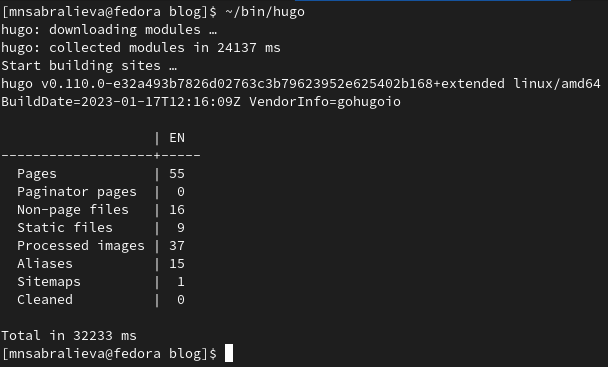 [mnsabralieva@fedora blog]$ ~/bin/hugo
hugo: downloading modules …
hugo: collected modules in 24137 ms
Start building sites …
hugo v0.110.0-e32a493b7826d02763c3b79623952e625402b168+extended linux/amd64
BuildDate=2023-01-17T12:16:09Z VendorInfo=gohugoio
                   | EN
-------------------+-----
  Pages            | 55
  Paginator pages  |  0
  Non-page files   | 16
  Static files     |  9
  Processed images | 37
  Aliases          | 15
  Sitemaps         |  1
  Cleaned          |  0
Total in 32233 ms
[mnsabralieva@fedora blog]$